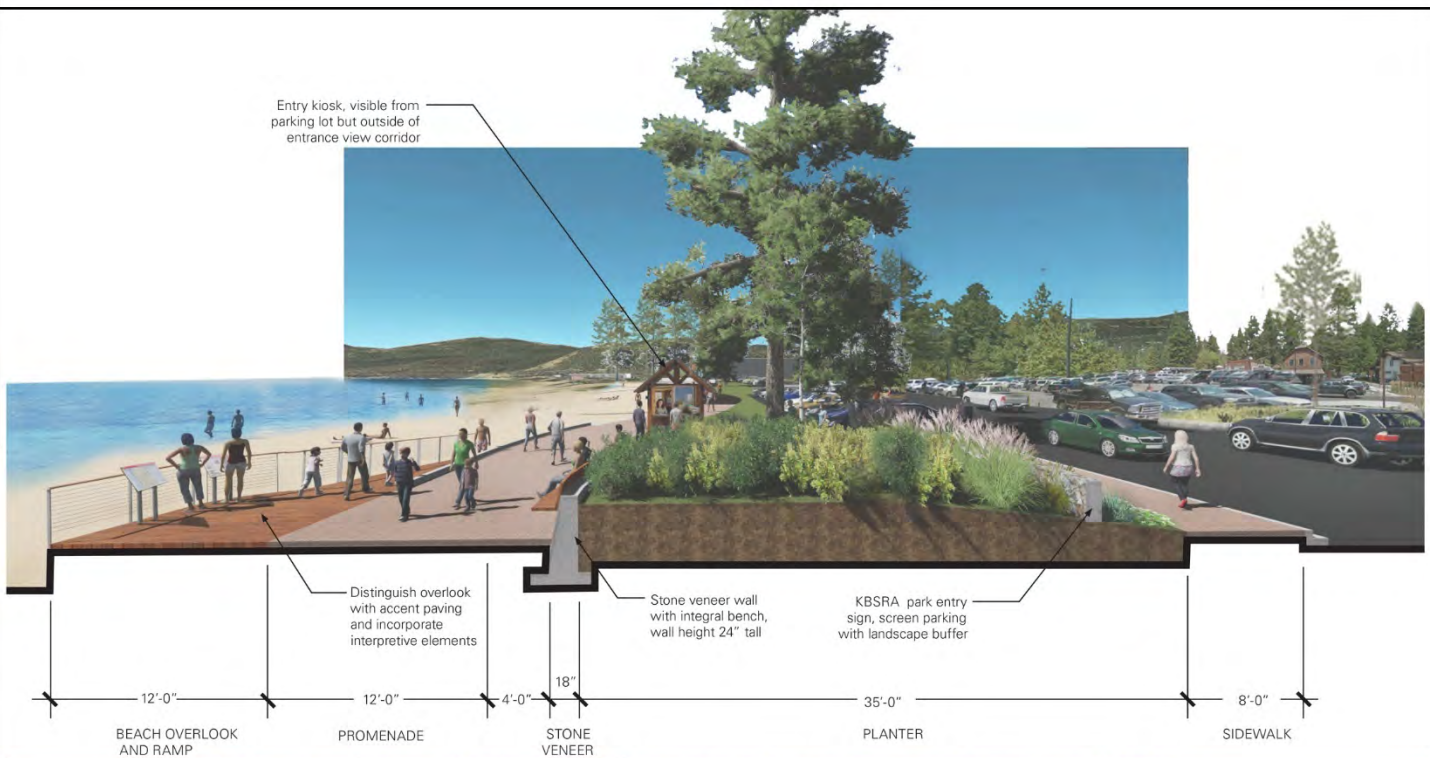 Entry kiosk, visible from
parking lot but outside of
entrance view corridor
Distinguish overlook
with accent paving
and incorporate
interpretive elements
Stone veneer wall
with integral bench,
wall height 24" tall
KBSRA park entry
sign, screen parking
with landscape buffer
12'-0"
12'-0"
4'-0"
18"
35'-0"
8'-0"
BEACH OVERLOOK
AND RAMP
PROMENADE
STONE
VENEER
PLANTER
SIDEWALK